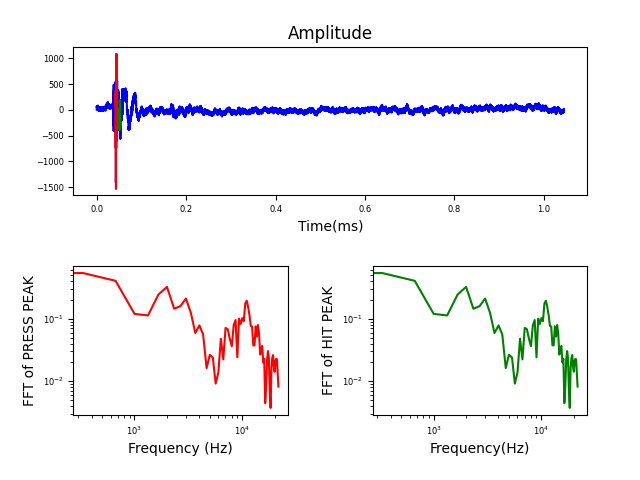 Amplitude
1000
500
0
−500
−1000
−1500
0.0 0.2 0.4 0.6 0.8 1.0
Time(ms)
FFT of PRESS PEAK
10⁻¹
10⁻²
10³ 10⁴
Frequency (Hz)
FFT of HIT PEAK
10⁻¹
10⁻²
10³ 10⁴
Frequency(Hz)